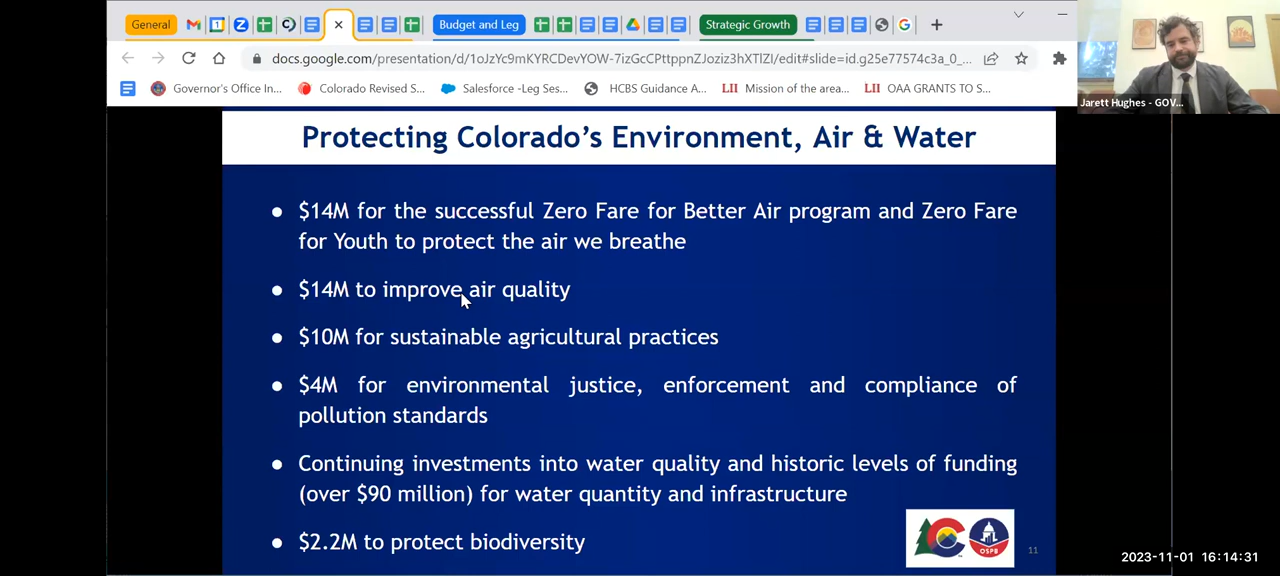 General
Budget and Leg
Strategic Growth
docs.google.com/presentation/d/1oJzYc9mKYRCDevYOW-7izGcCPttppnZJoziz3hXTlZI/edit#slide=id.g25e77574c3a_0_...
Governor's Office In...
Colorado Revised S...
Salesforce -Leg Ses...
HCBS Guidance A...
LII Mission of the area...
LII OAA GRANTS TO S...
Jarett Hughes - GOV...
Protecting Colorado's Environment, Air & Water
• $14M for the successful Zero Fare for Better Air program and Zero Fare
for Youth to protect the air we breathe
• $14M to improve air quality
• $10M for sustainable agricultural practices
• $4M for environmental justice, enforcement and compliance of
pollution standards
• Continuing investments into water quality and historic levels of funding
(over $90 million) for water quantity and infrastructure
• $2.2M to protect biodiversity
OSPB
11
2023-11-01 16:14:31